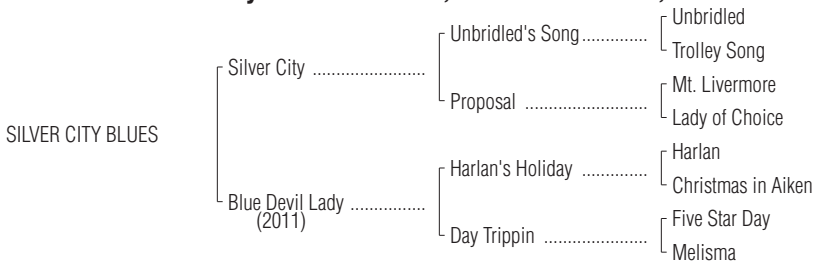 Unbridled
Unbridled's Song ..............
Trolley Song
Silver City ........................
Mt. Livermore
Proposal ..........................
Lady of Choice
SILVER CITY BLUES
Harlan
Harlan's Holiday ..............
Christmas in Aiken
Blue Devil Lady ................
(2011)
Five Star Day
Day Trippin ......................
Melisma